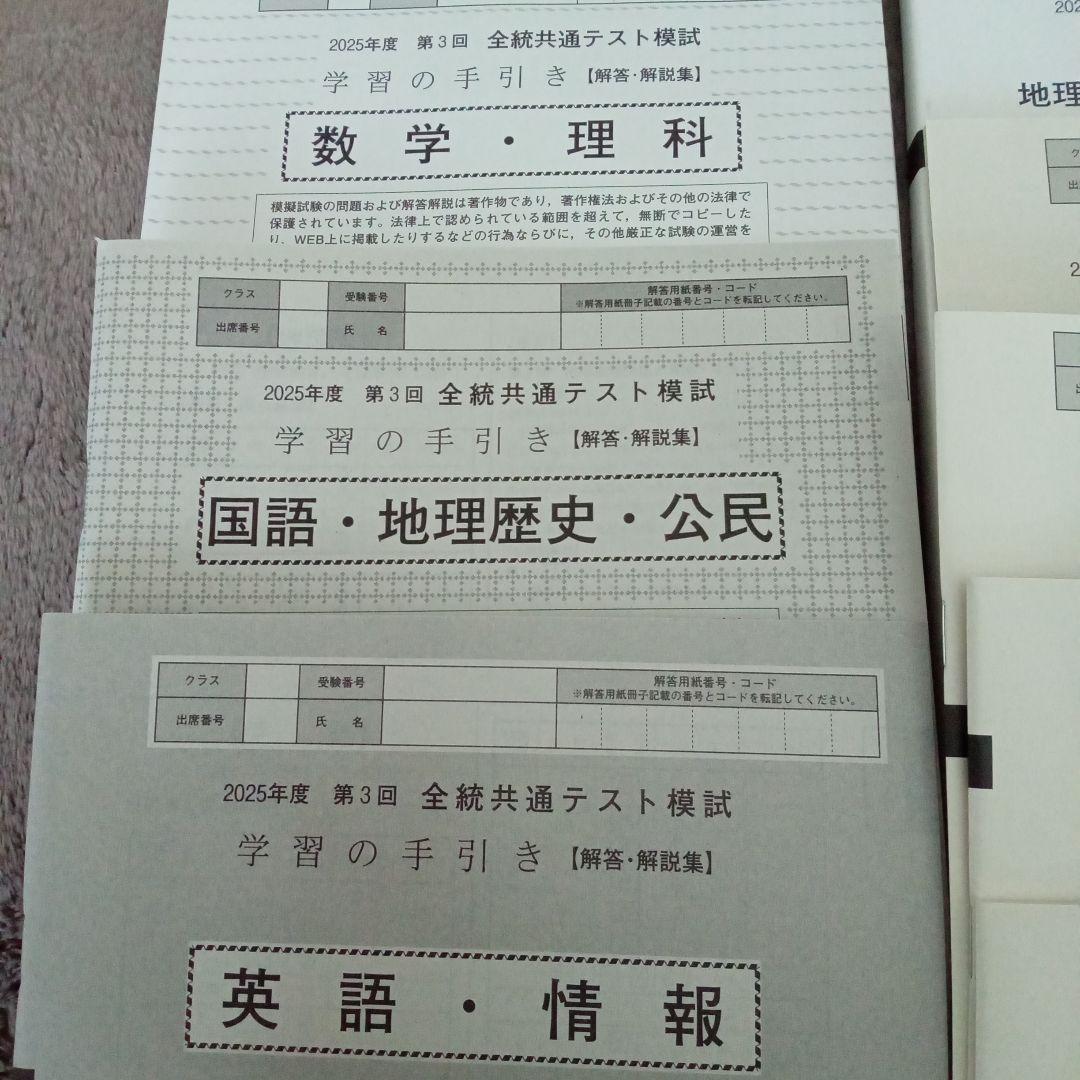 2025年度 第3回 全統共通テスト模試
学習の手引き【解答・解説集】
数学・理科
模擬試験の問題および解答解説は著作物であり，著作権法およびその他の法律で
保護されています。法律上で認められている範囲を超えて，無断でコピーした
り，WEB上に掲載したりするなどの行為ならびに，その他厳正な試験の運営を
クラス 受験番号 解答用紙番号・コード
※解答用紙冊子記載の番号とコードを転記してください。
出席番号 氏名
2025年度 第3回 全統共通テスト模試
学習の手引き【解答・解説集】
国語・地理歴史・公民
クラス 受験番号 解答用紙番号・コード
※解答用紙冊子記載の番号とコードを転記してください。
出席番号 氏名
2025年度 第3回 全統共通テスト模試
学習の手引き【解答・解説集】
英語・情報
202
地理
ク
出
2